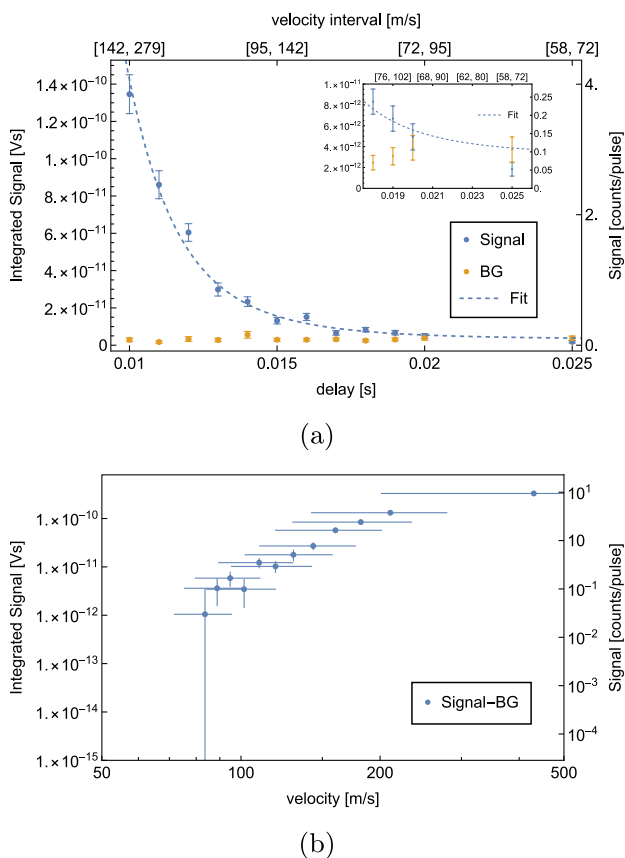 velocity interval [m/s]
[142, 279] [95, 142] [72, 95] [58, 72]
Integrated Signal [Vs]
1.4×10⁻¹⁰
1.2×10⁻¹⁰
1.×10⁻¹⁰
8.×10⁻¹¹
6.×10⁻¹¹
4.×10⁻¹¹
2.×10⁻¹¹
0
[76, 102] [68, 90] [62, 80] [58, 72]
1.×10⁻¹¹
8.×10⁻¹²
6.×10⁻¹²
4.×10⁻¹²
2.×10⁻¹²
0
Fit
0.25
0.20
0.15
0.10
0.05
0.
0.019 0.021 0.023 0.025
Signal
BG
Fit
4.
2.
0.
Signal [counts/pulse]
0.01 0.015 0.02 0.025
delay [s]
(a)
Integrated Signal [Vs]
1.×10⁻¹⁰
1.×10⁻¹¹
1.×10⁻¹²
1.×10⁻¹³
1.×10⁻¹⁴
1.×10⁻¹⁵
Signal–BG
10¹
10
10⁻¹
10⁻²
10⁻³
10⁻⁴
Signal [counts/pulse]
50 100 200 500
velocity [m/s]
(b)